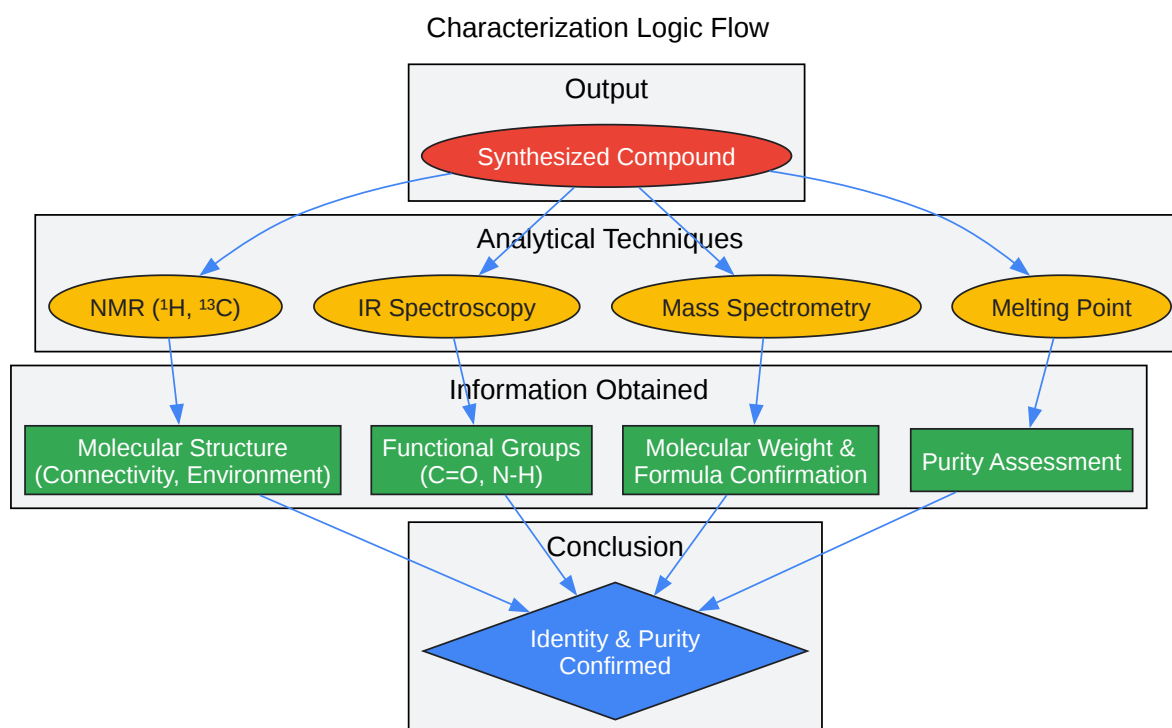 Characterization Logic Flow
Output
Synthesized Compound
Analytical Techniques
NMR (¹H, ¹³C)
IR Spectroscopy
Mass Spectrometry
Melting Point
Information Obtained
Molecular Structure
(Connectivity, Environment)
Functional Groups
(C=O, N-H)
Molecular Weight &
Formula Confirmation
Purity Assessment
Conclusion
Identity & Purity
Confirmed